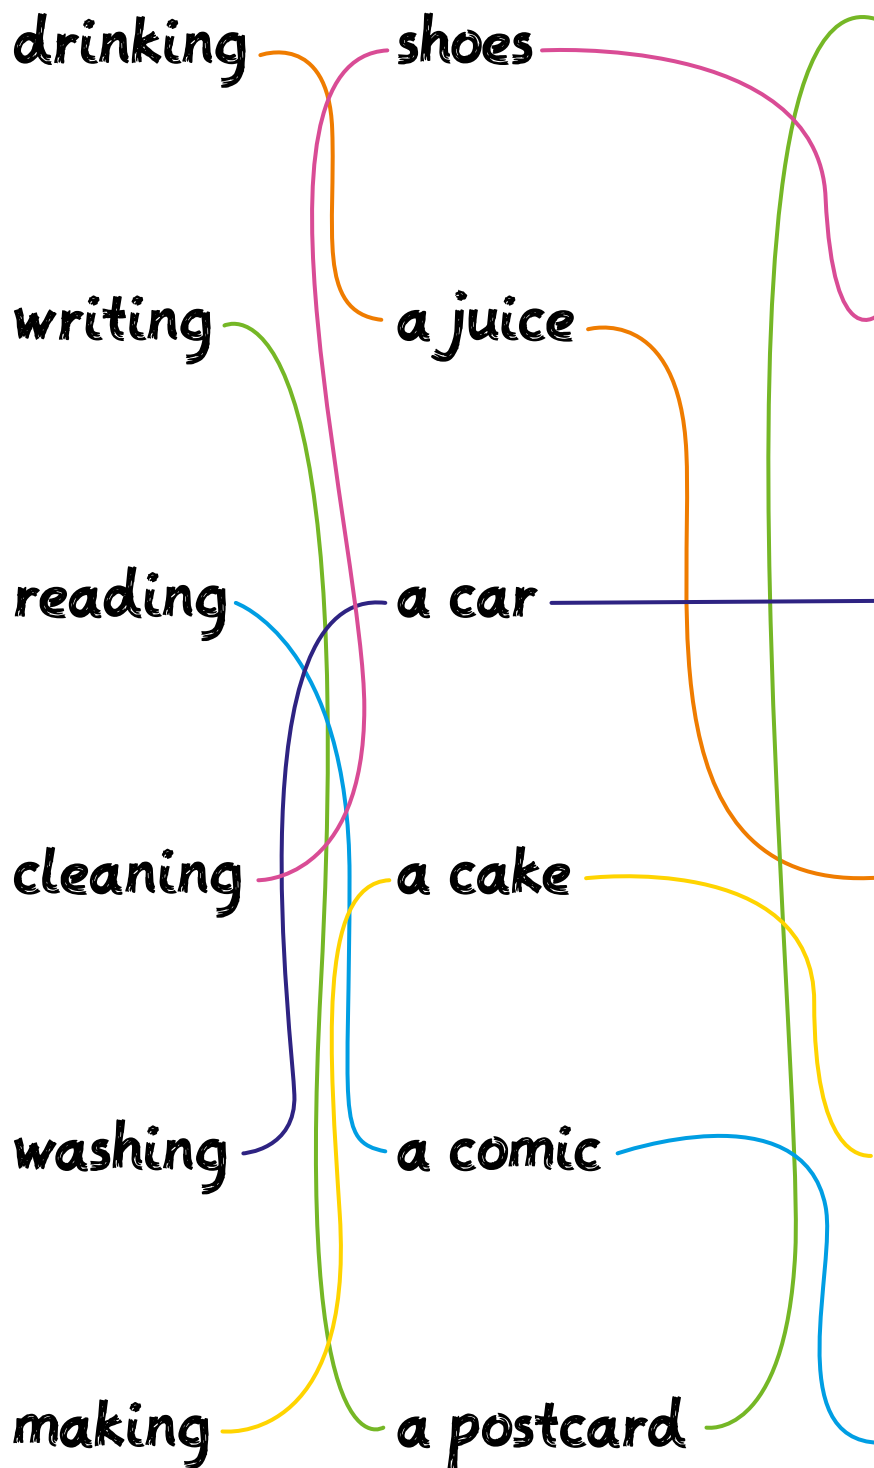 drinking shoes
writing a juice
reading a car
cleaning a cake
washing a comic
making a postcard